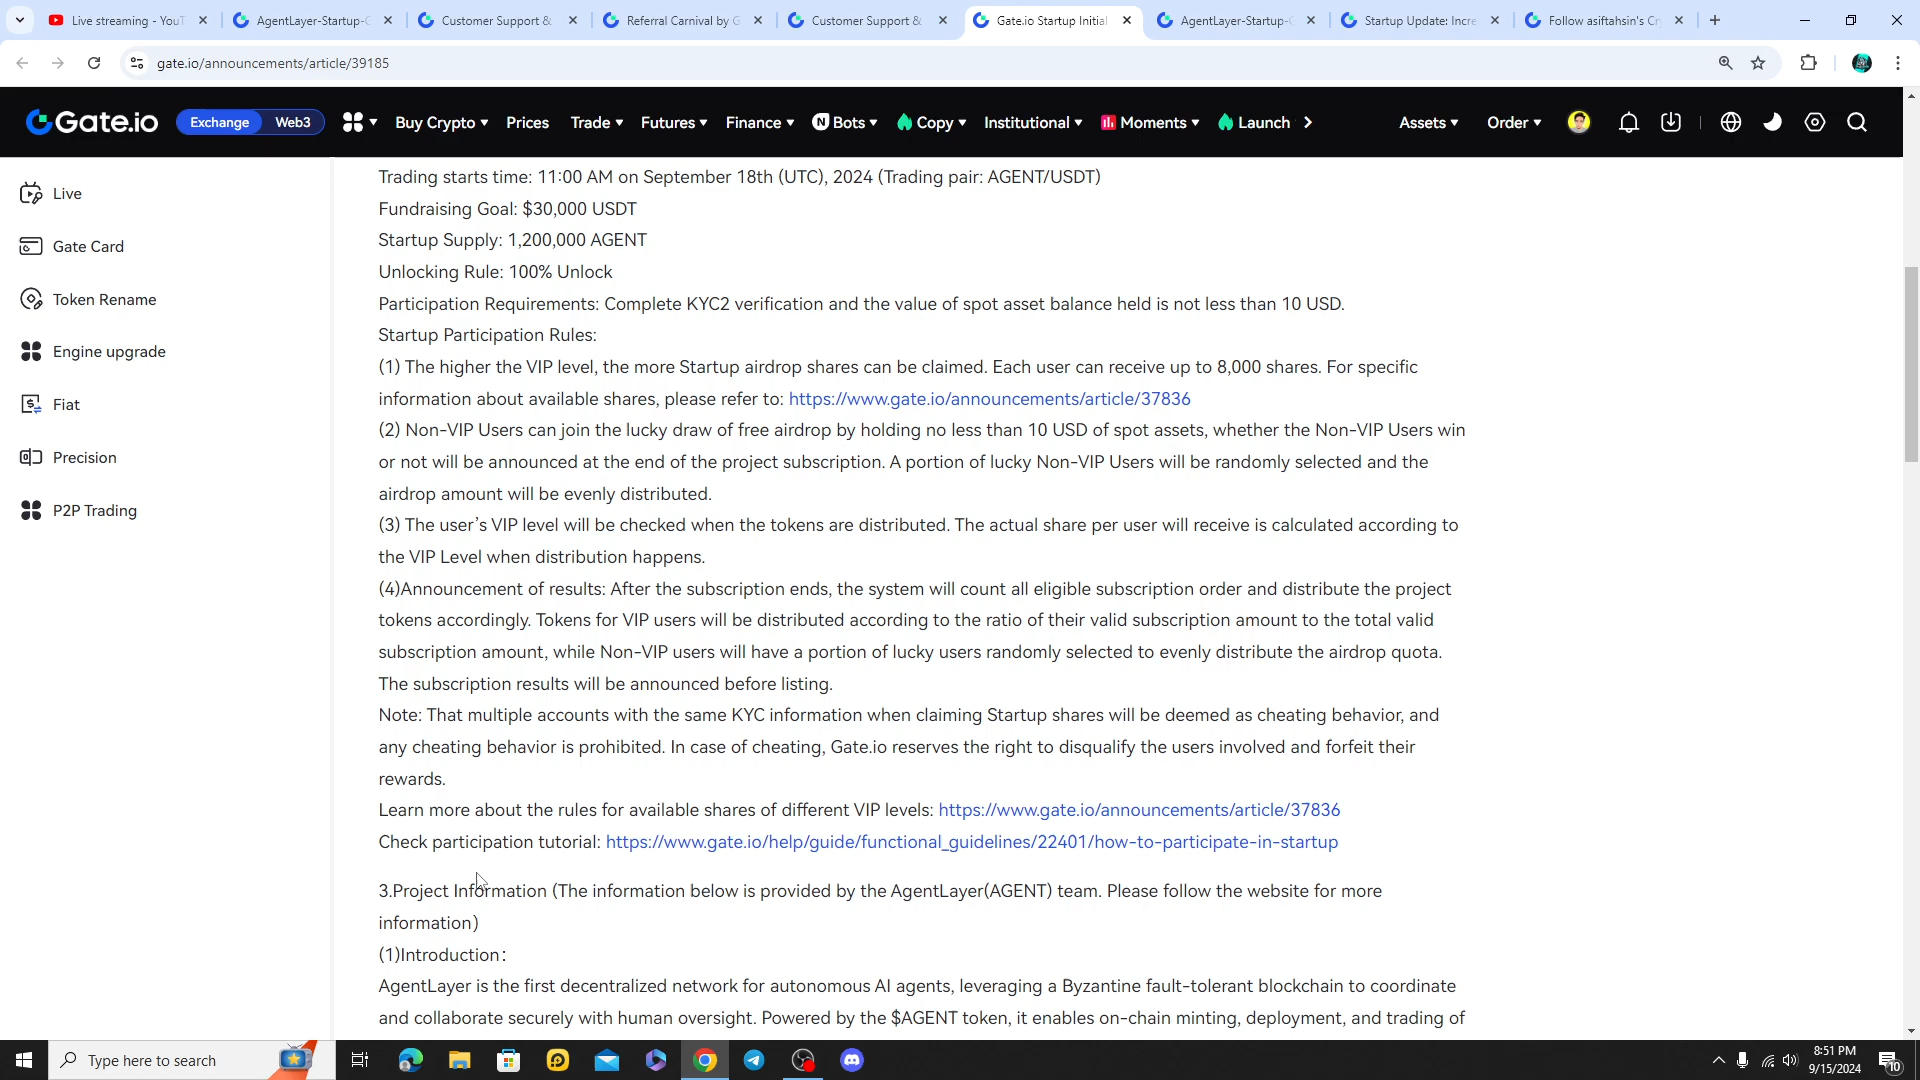 Live streaming - YouT
AgentLayer-Startup-G
Customer Support &
Referral Carnival by G
Customer Support &
Gate.io Startup Initial
AgentLayer-Startup-G
Startup Update: Incre
Follow asiftahsin's Cr
gate.io/announcements/article/39185
Gate.io
Exchange
Web3
Buy Crypto
Prices
Trade
Futures
Finance
Bots
Copy
Institutional
Moments
Launch
Assets
Order
Live
Gate Card
Token Rename
Engine upgrade
Fiat
Precision
P2P Trading
Trading starts time: 11:00 AM on September 18th (UTC), 2024 (Trading pair: AGENT/USDT)
Fundraising Goal: $30,000 USDT
Startup Supply: 1,200,000 AGENT
Unlocking Rule: 100% Unlock
Participation Requirements: Complete KYC2 verification and the value of spot asset balance held is not less than 10 USD.
Startup Participation Rules:
(1) The higher the VIP level, the more Startup airdrop shares can be claimed. Each user can receive up to 8,000 shares. For specific
information about available shares, please refer to: https://www.gate.io/announcements/article/37836
(2) Non-VIP Users can join the lucky draw of free airdrop by holding no less than 10 USD of spot assets, whether the Non-VIP Users win
or not will be announced at the end of the project subscription. A portion of lucky Non-VIP Users will be randomly selected and the
airdrop amount will be evenly distributed.
(3) The user’s VIP level will be checked when the tokens are distributed. The actual share per user will receive is calculated according to
the VIP Level when distribution happens.
(4)Announcement of results: After the subscription ends, the system will count all eligible subscription order and distribute the project
tokens accordingly. Tokens for VIP users will be distributed according to the ratio of their valid subscription amount to the total valid
subscription amount, while Non-VIP users will have a portion of lucky users randomly selected to evenly distribute the airdrop quota.
The subscription results will be announced before listing.
Note: That multiple accounts with the same KYC information when claiming Startup shares will be deemed as cheating behavior, and
any cheating behavior is prohibited. In case of cheating, Gate.io reserves the right to disqualify the users involved and forfeit their
rewards.
Learn more about the rules for available shares of different VIP levels: https://www.gate.io/announcements/article/37836
Check participation tutorial: https://www.gate.io/help/guide/functional_guidelines/22401/how-to-participate-in-startup
3.Project Information (The information below is provided by the AgentLayer(AGENT) team. Please follow the website for more
information)
(1)Introduction：
AgentLayer is the first decentralized network for autonomous AI agents, leveraging a Byzantine fault-tolerant blockchain to coordinate
and collaborate securely with human oversight. Powered by the $AGENT token, it enables on-chain minting, deployment, and trading of
Type here to search
8:51 PM
9/15/2024
10